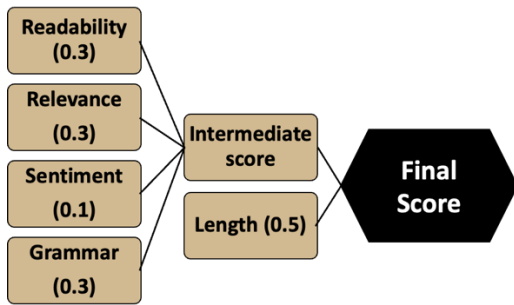 Readability
(0.3)
Relevance
(0.3)
Sentiment
(0.1)
Grammar
(0.3)
Intermediate
score
Length (0.5)
Final
Score